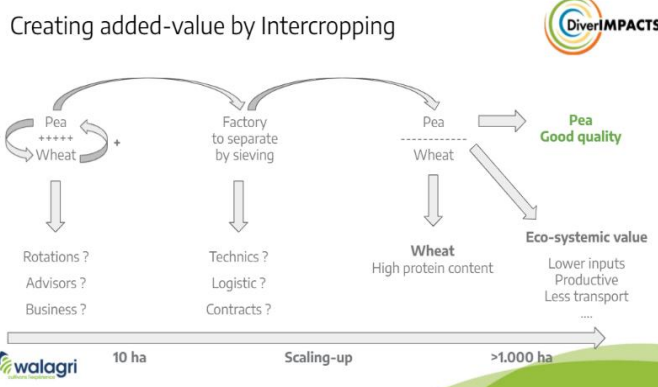 Creating added-value by Intercropping
DiverIMPACTS
Pea
+++++
Wheat
+
Factory
to separate
by sieving
Pea
--------------
Wheat
Pea
Good quality
Rotations ?
Advisors ?
Business ?
Technics ?
Logistic ?
Contracts ?
Wheat
High protein content
Eco-systemic value
Lower inputs
Productive
Less transport
....
walagri
10 ha
Scaling-up
>1.000 ha